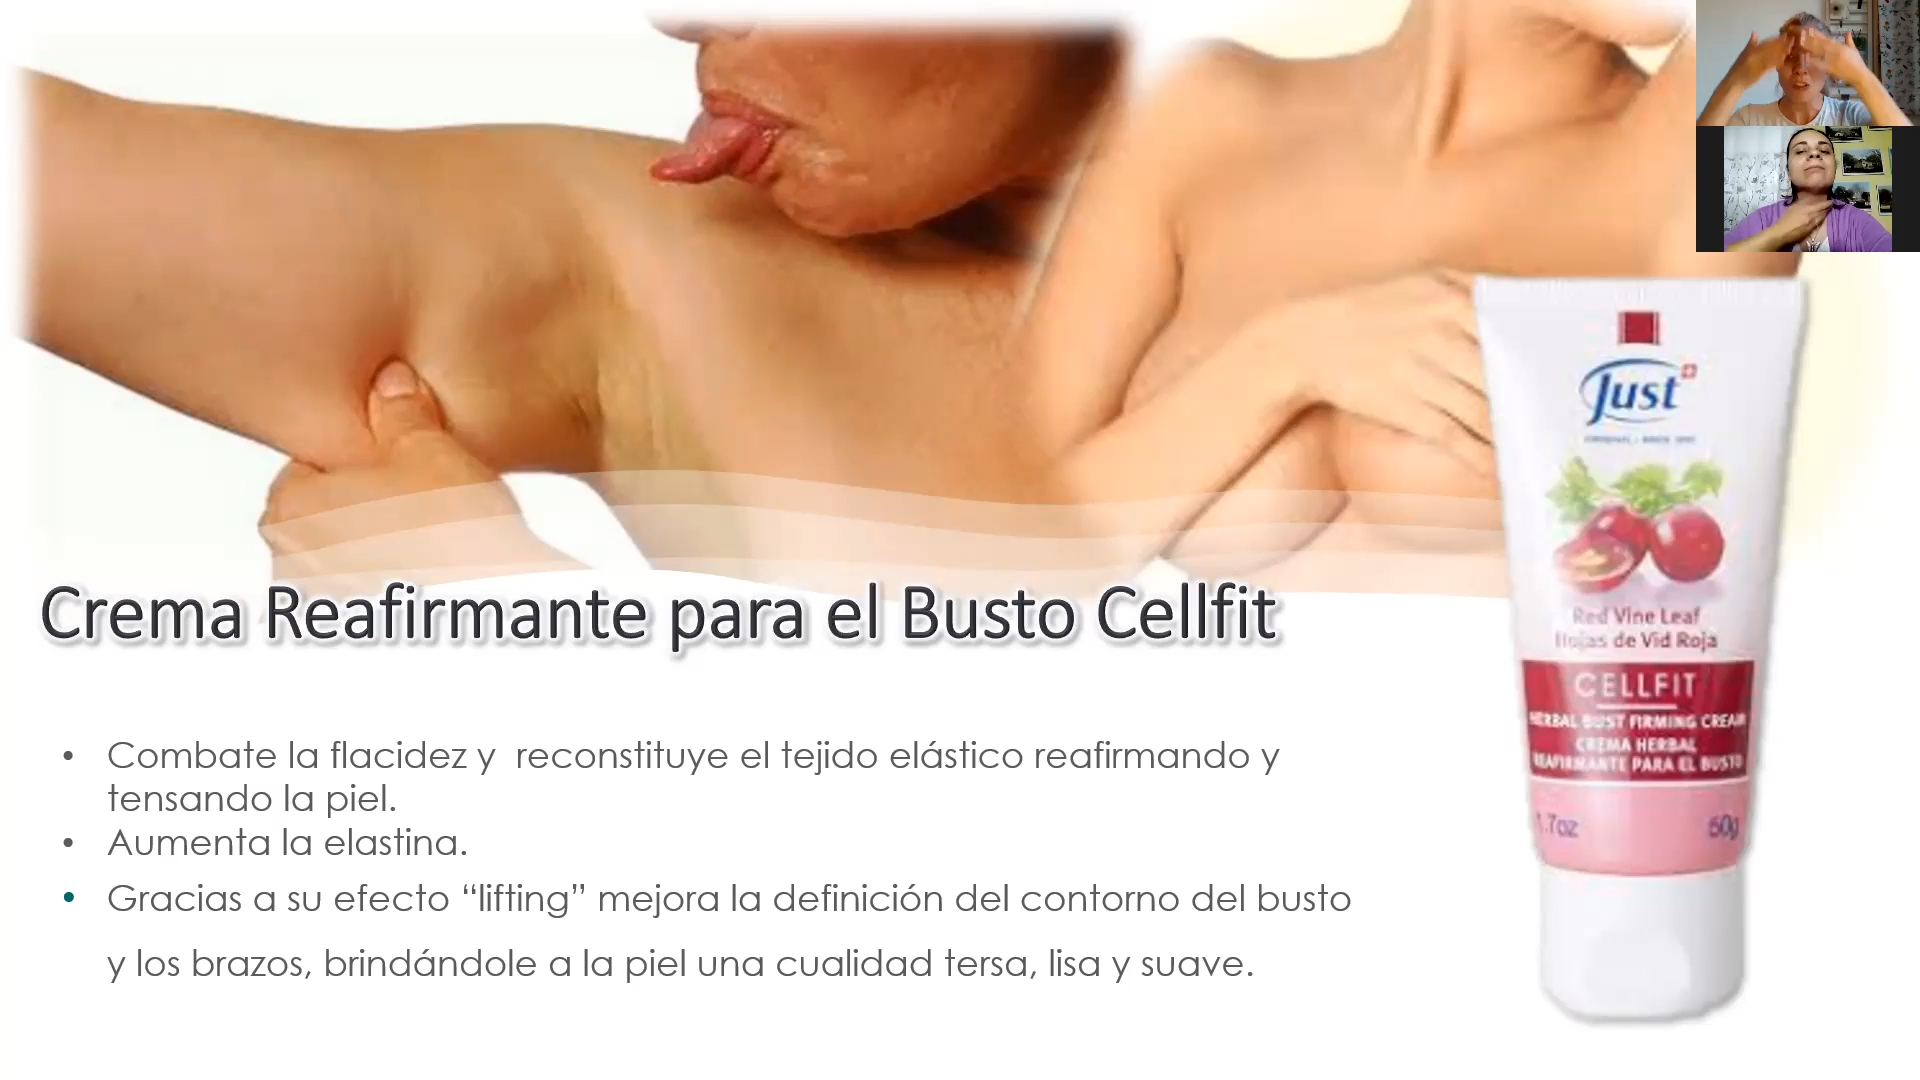 Just
Red Vine Leaf
Hojas de Vid Roja
CELLFIT
HERBAL BUST FIRMING CREAM
CREMA HERBAL
REAFIRMANTE PARA EL BUSTO
1.7oz 50g
Crema Reafirmante para el Busto Cellfit
• Combate la flacidez y  reconstituye el tejido elástico reafirmando y
tensando la piel.
• Aumenta la elastina.
• Gracias a su efecto “lifting” mejora la definición del contorno del busto
y los brazos, brindándole a la piel una cualidad tersa, lisa y suave.